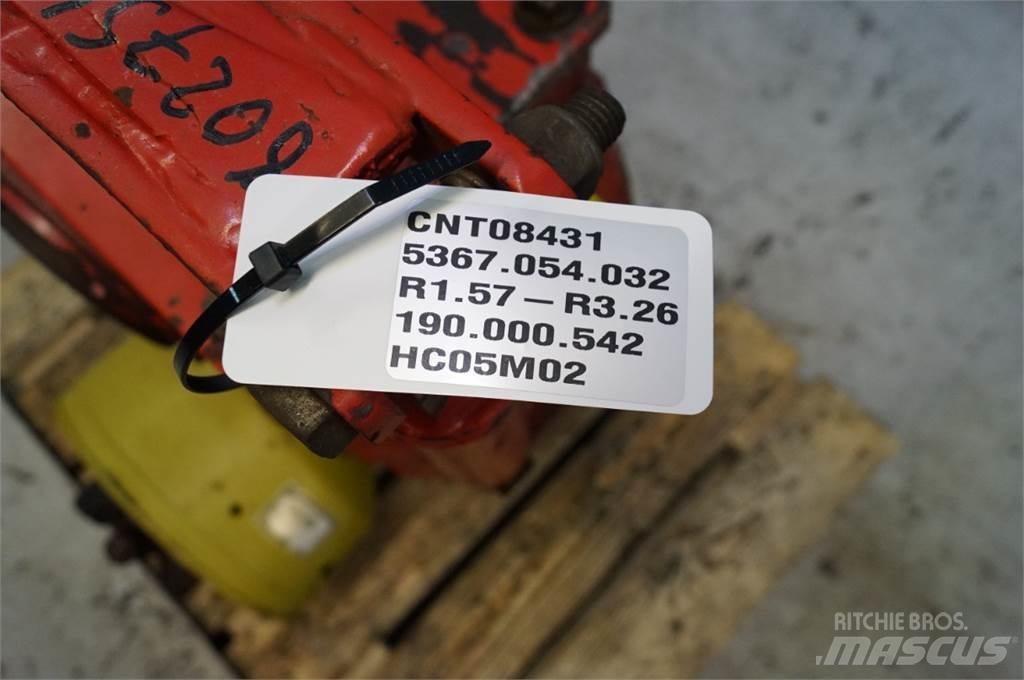 CNT08431
5367.054.032
R1.57 – R3.26
190.000.542
HC05M02
RITCHIE BROS.
MASCUS